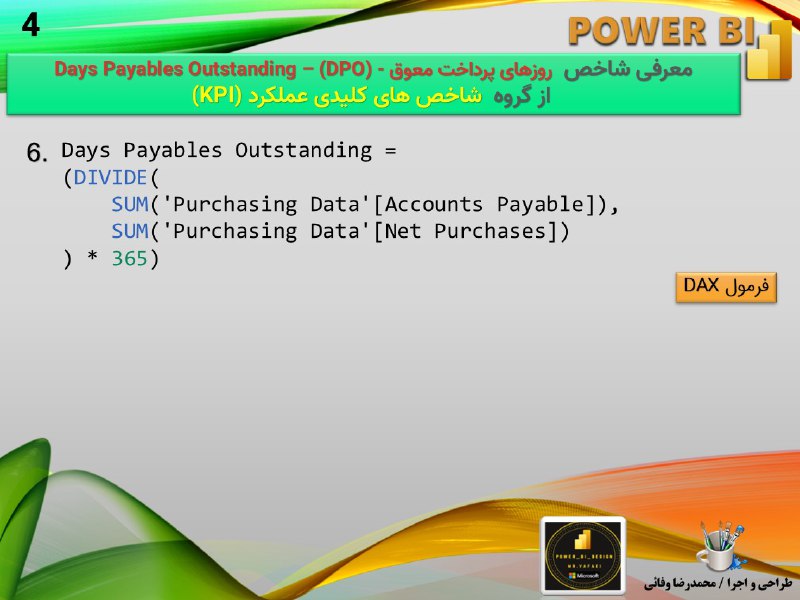 4
POWER BI
معرفی شاخص روزهای پرداخت معوق - Days Payables Outstanding – (DPO)
از گروه شاخص های کلیدی عملکرد (KPI)
6. Days Payables Outstanding =
(DIVIDE(
SUM('Purchasing Data'[Accounts Payable]),
SUM('Purchasing Data'[Net Purchases])
) * 365)
فرمول DAX
POWER_BI_DESIGN
MR.VAFAEI
Microsoft
طراحی و اجرا / محمدرضا وفائی